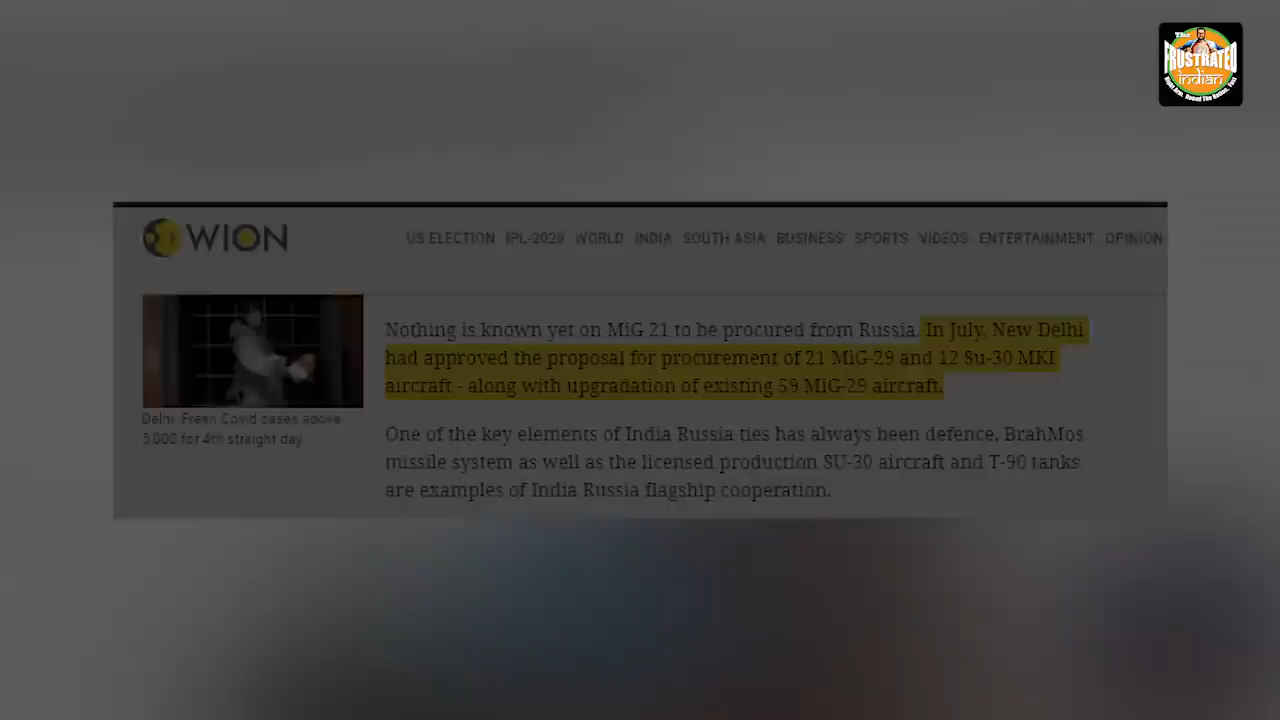 The
FRUSTRATED
indian
WION
US ELECTION IPL-2020 WORLD INDIA SOUTH ASIA BUSINESS SPORTS VIDEOS ENTERTAINMENT OPINION
Delhi: Fresh Covid cases above
5,000 for 4th straight day
Nothing is known yet on MiG 21 to be procured from Russia. In July, New Delhi
had approved the proposal for procurement of 21 MiG-29 and 12 Su-30 MKI
aircraft - along with upgradation of existing 59 MiG-29 aircraft.
One of the key elements of India Russia ties has always been defence. BrahMos
missile system as well as the licensed production SU-30 aircraft and T-90 tanks
are examples of India Russia flagship cooperation.